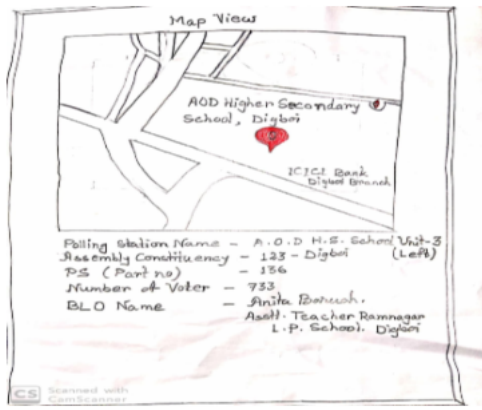 Map View
AOD Higher Secondary
School, Digboi
ICICI Bank
Digboi Branch
Polling Station Name - A.O.D H.S. School Unit-3
(Left)
Assembly Constituency - 123 - Digboi
PS (Part no) - 136
Number of Voter - 733
BLO Name - Anita Baruah.
Asstt. Teacher Ramnagar
L.P. School. Digboi
CS Scanned with
CamScanner